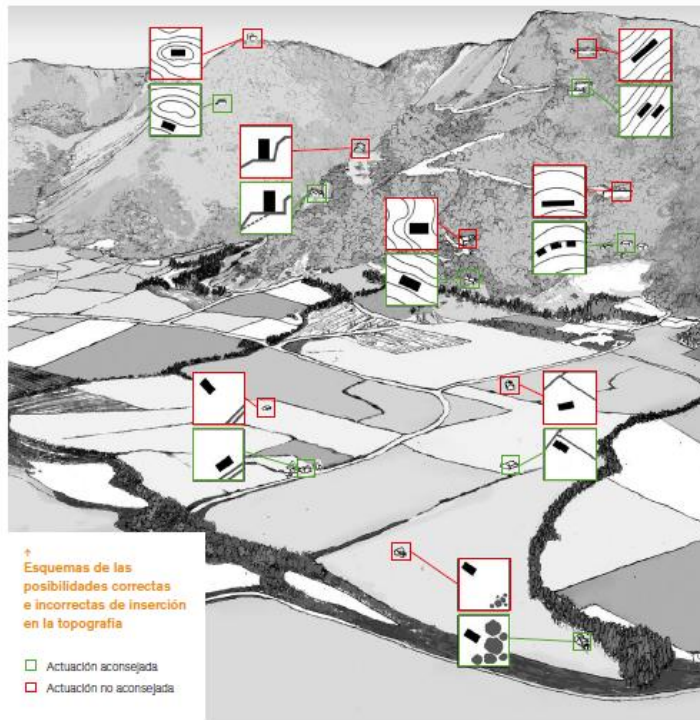 ↑
Esquemas de las
posibilidades correctas
e incorrectas de inserción
en la topografía
Actuación aconsejada
Actuación no aconsejada